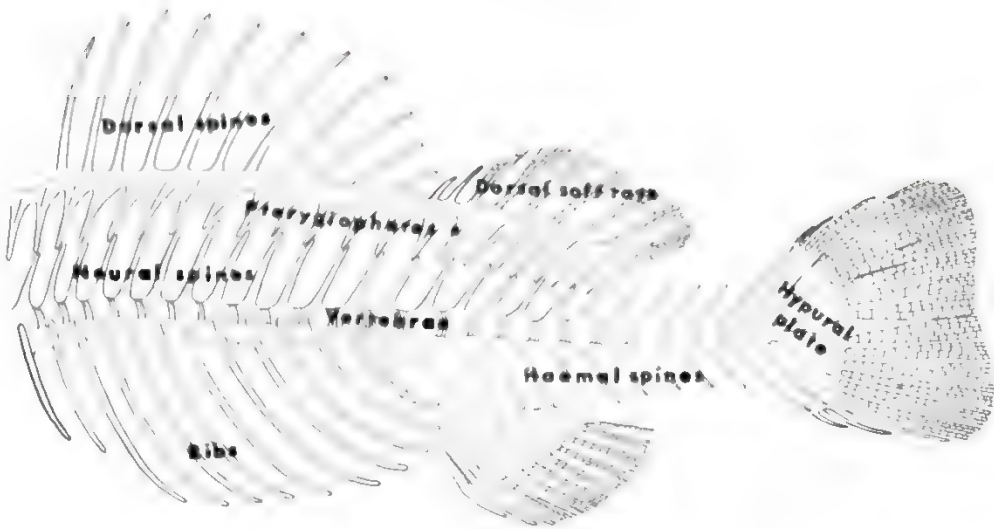 Dorsal spines
Dorsal soft rays
Pterygiophores
Neural spines
Vertebrae
Hypural
plate
Haemal spines
Ribs